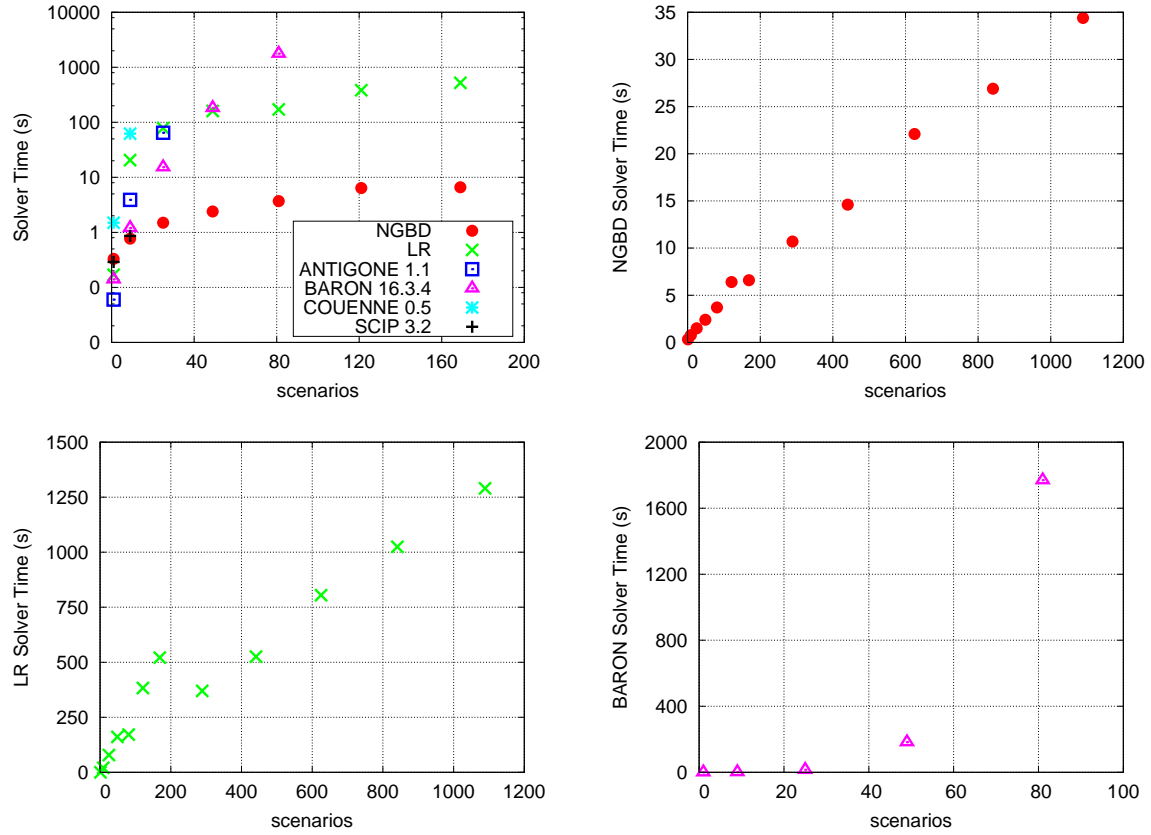 10000
1000
100
10
1
0
0
0 40 80 120 160 200
Solver Time (s)
scenarios
NGBD
LR
ANTIGONE 1.1
BARON 16.3.4
COUENNE 0.5
SCIP 3.2
35
30
25
20
15
10
5
0
0 200 400 600 800 1000 1200
NGBD Solver Time (s)
scenarios
1500
1250
1000
750
500
250
0
0 200 400 600 800 1000 1200
LR Solver Time (s)
scenarios
2000
1600
1200
800
400
0
0 20 40 60 80 100
BARON Solver Time (s)
scenarios